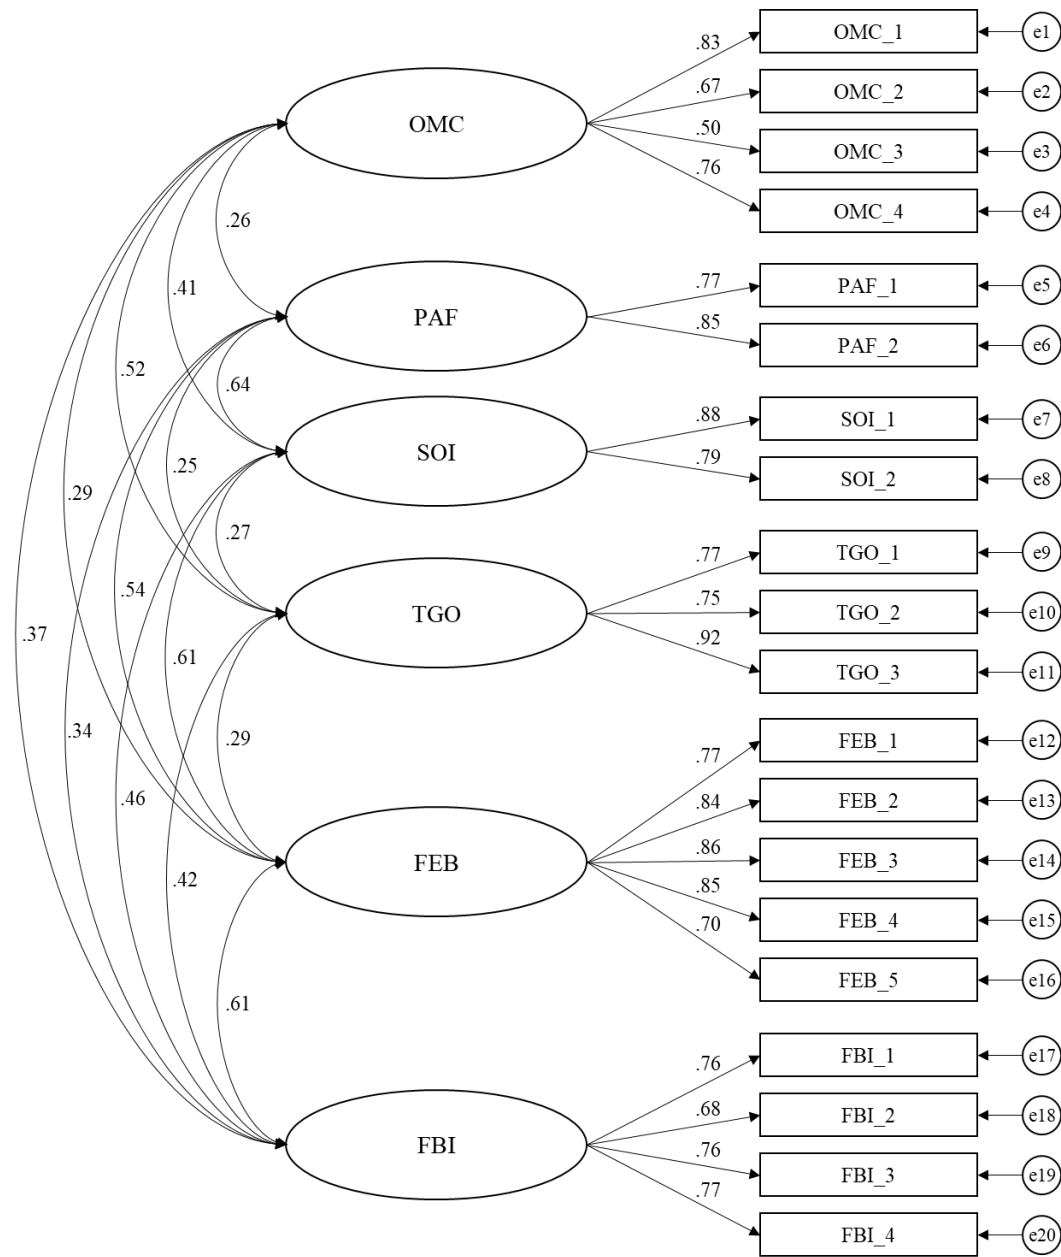 OMC_1
e1
.83
OMC_2
e2
.67
OMC
.50
OMC_3
e3
.76
OMC_4
e4
.26
PAF_1
e5
.77
.41
PAF
.85
PAF_2
e6
.52
.64
SOI_1
e7
.88
SOI
.79
SOI_2
e8
.29
.25
.27
TGO_1
e9
.77
.54
TGO
.75
TGO_2
e10
.37
.61
.92
TGO_3
e11
.34
.29
FEB_1
e12
.77
.46
.84
FEB_2
e13
FEB
.86
FEB_3
e14
.42
.85
FEB_4
e15
.70
FEB_5
e16
.61
FBI_1
e17
.76
.68
FBI_2
e18
FBI
.76
FBI_3
e19
.77
FBI_4
e20